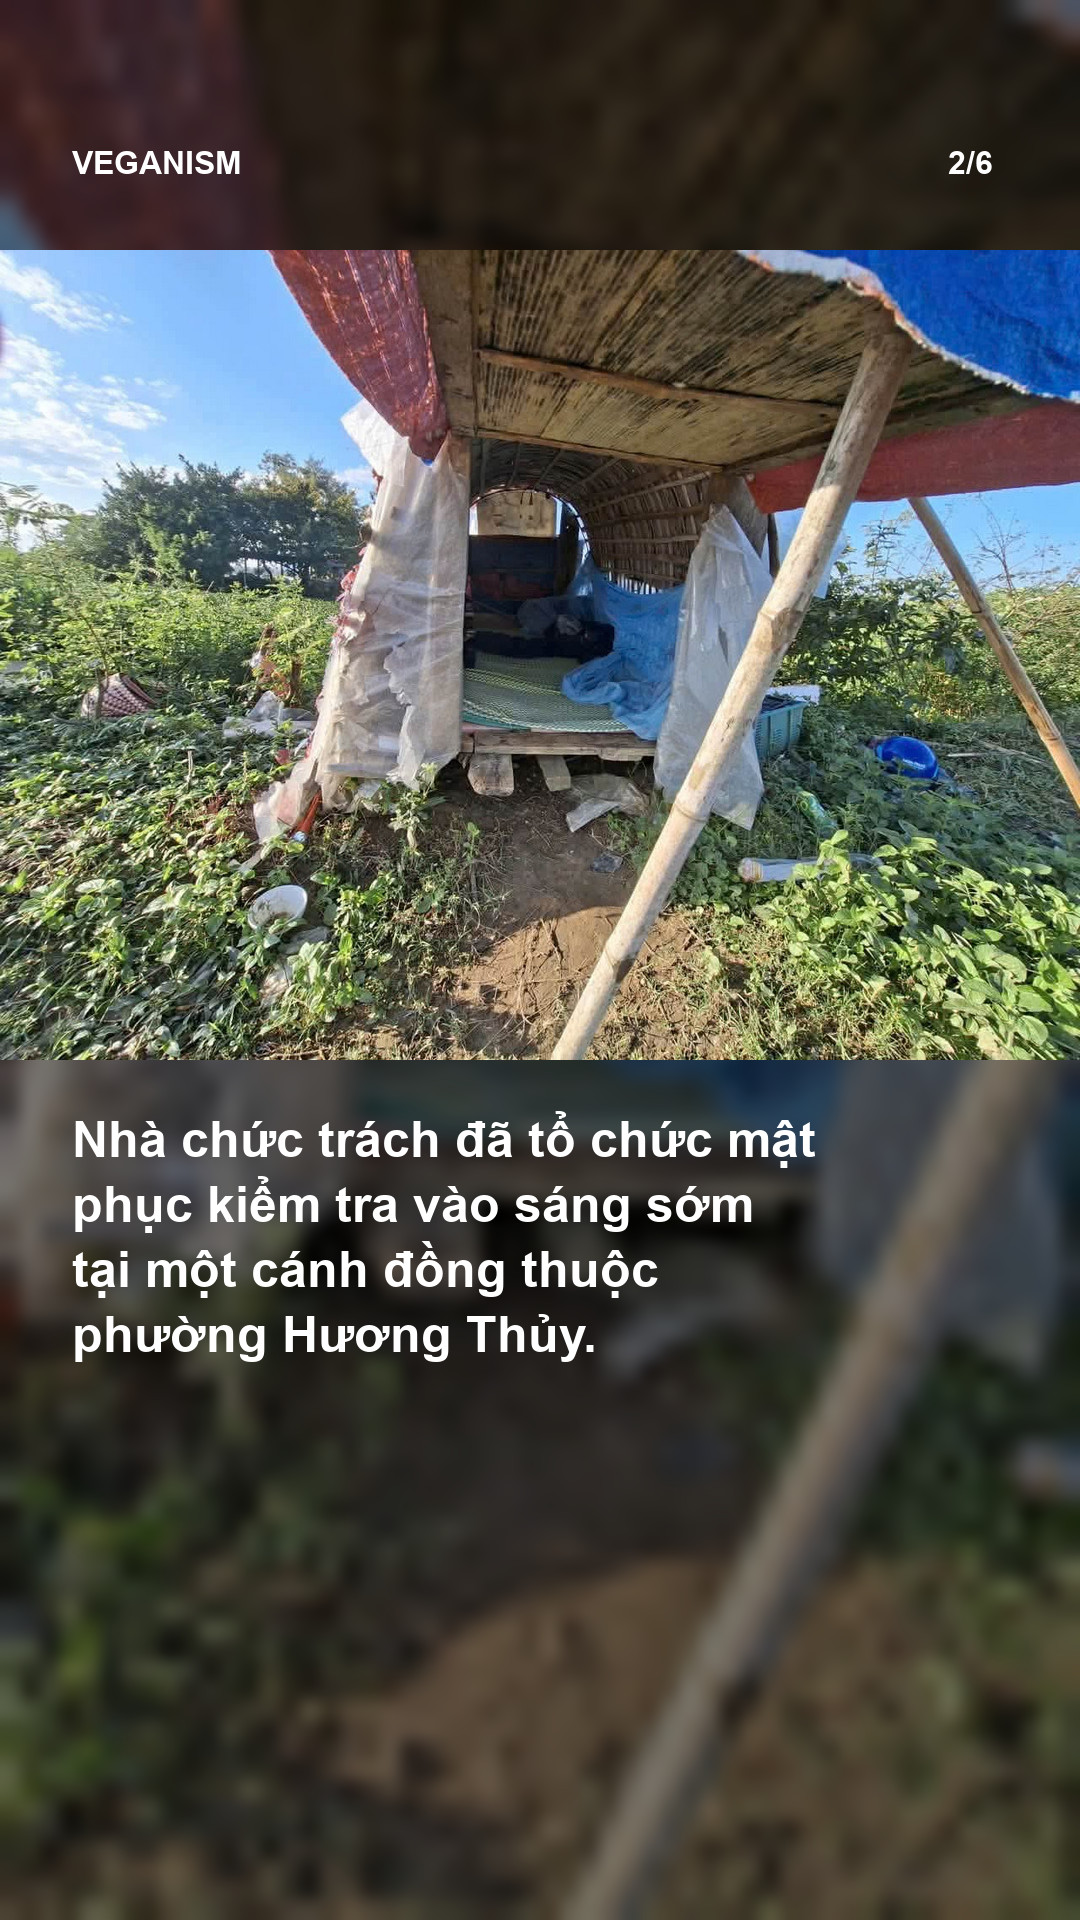 VEGANISM
2/6
Nhà chức trách đã tổ chức mật
phục kiểm tra vào sáng sớm
tại một cánh đồng thuộc
phường Hương Thủy.